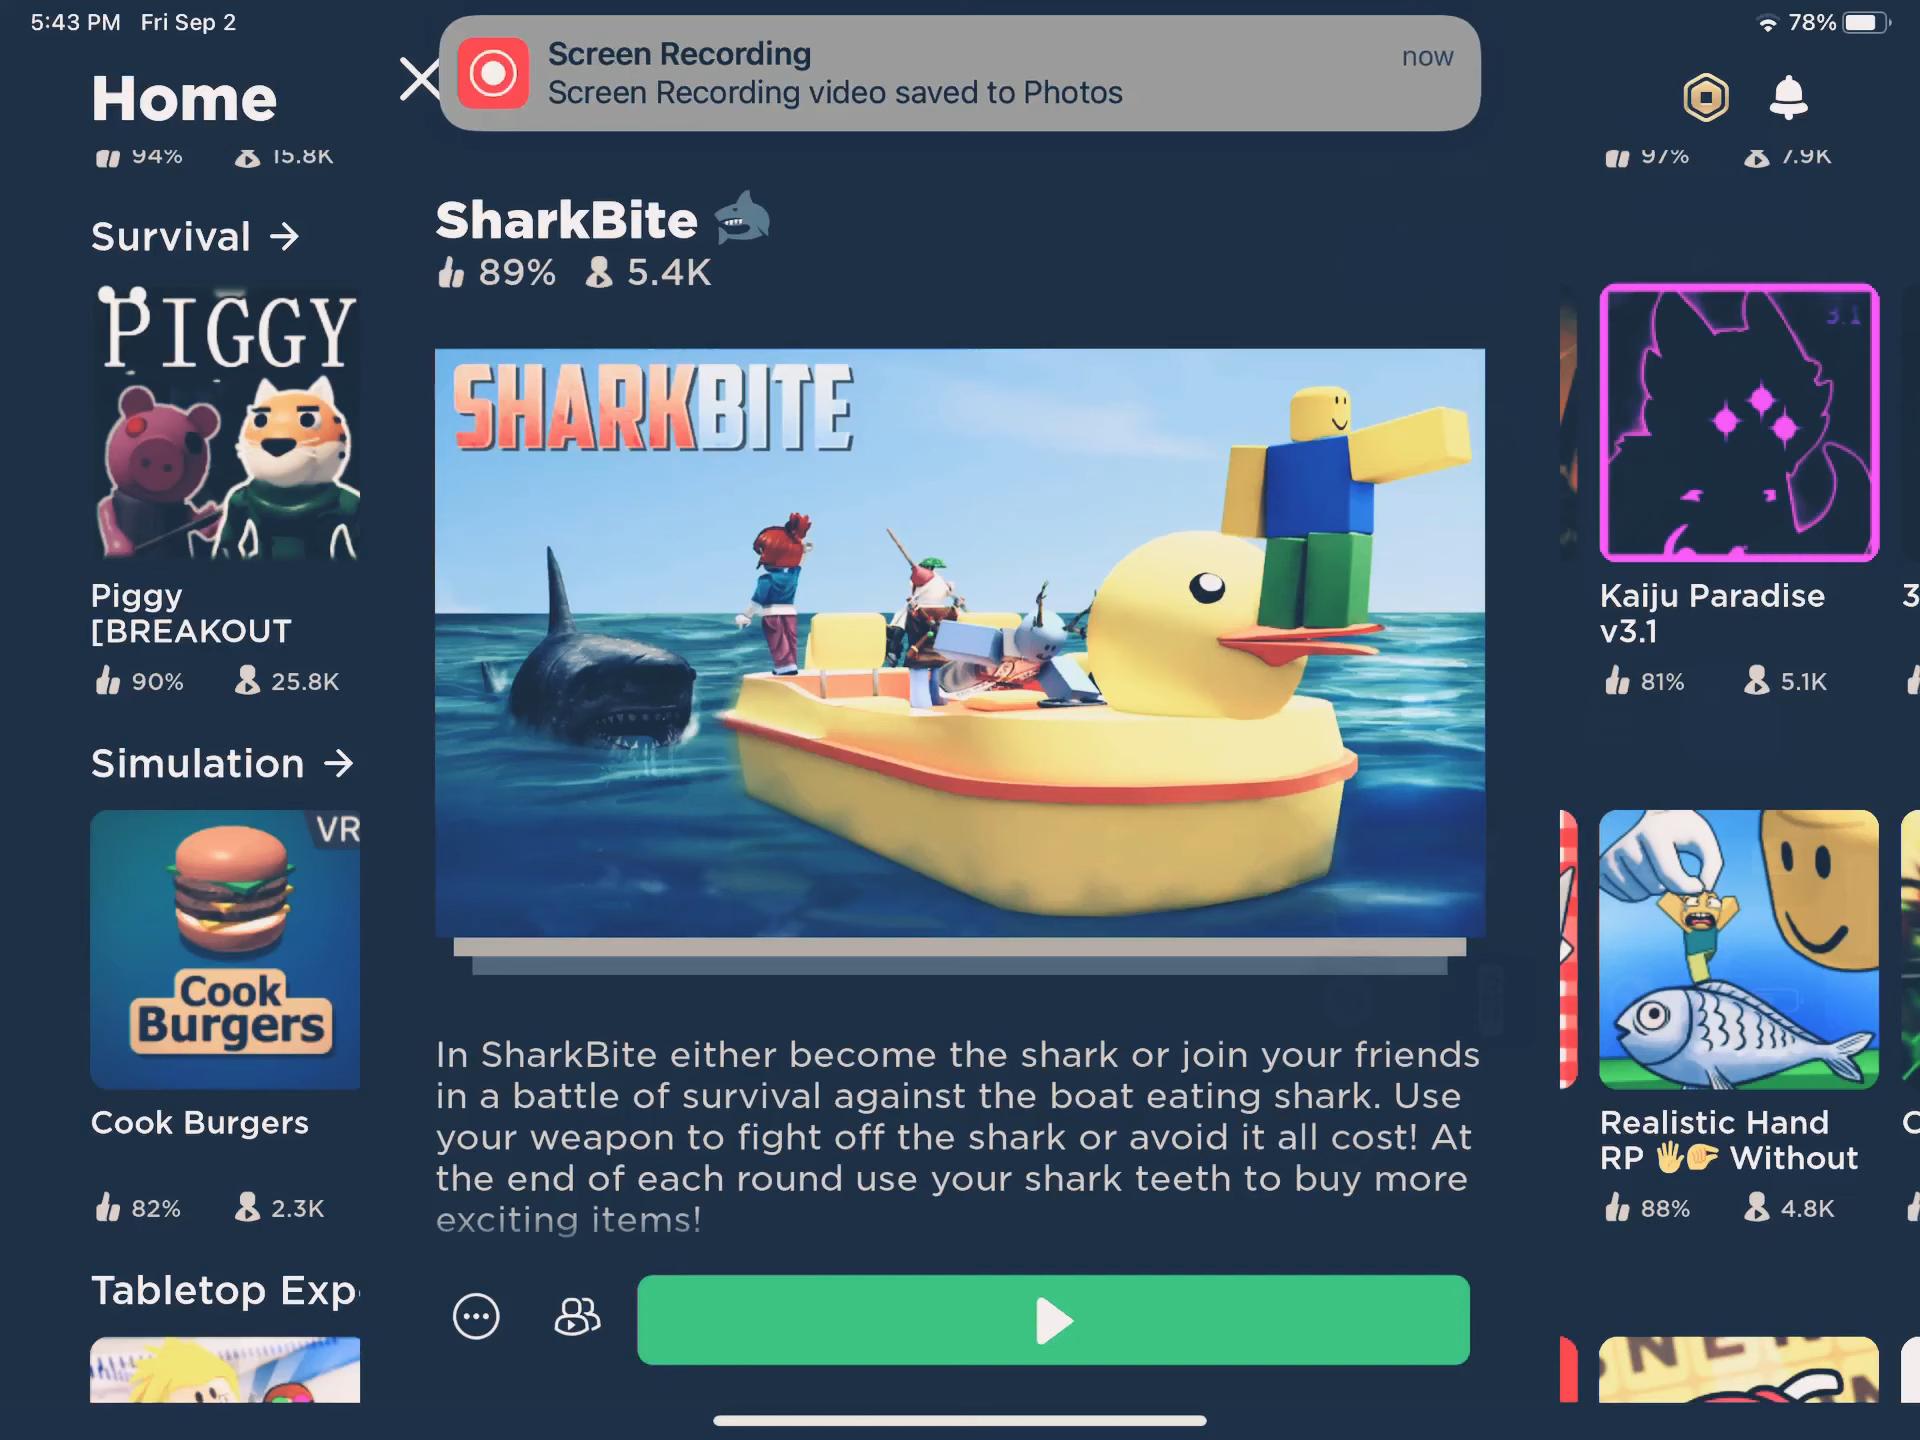 5:43 PM Fri Sep 2
78%
Screen Recording
now
Screen Recording video saved to Photos
Home
94% 15.8K
97% 7.9K
SharkBite
89% 5.4K
Survival →
PIGGY
Piggy
[BREAKOUT
90% 25.8K
SHARKBITE
3.1
Kaiju Paradise
v3.1
81% 5.1K
3
Simulation →
VR
Cook
Burgers
Cook Burgers
82% 2.3K
In SharkBite either become the shark or join your friends
in a battle of survival against the boat eating shark. Use
your weapon to fight off the shark or avoid it all cost! At
the end of each round use your shark teeth to buy more
exciting items!
Realistic Hand
RP 🖐️🤏 Without
88% 4.8K
Tabletop Exp